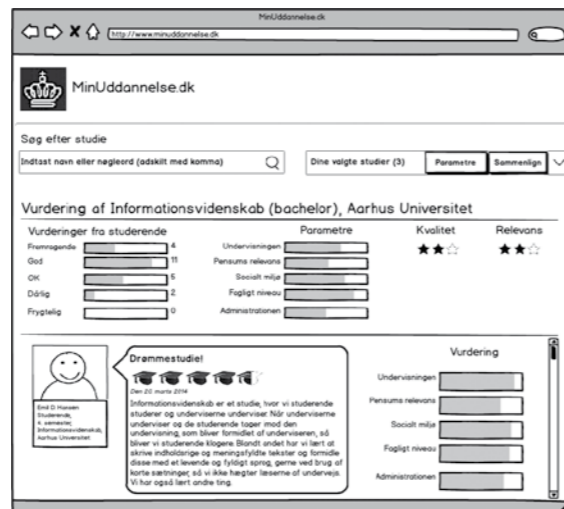 MinUddannelse.dk
http://www.minuddannelse.dk
MinUddannelse.dk
Søg efter studie
Indtast navn eller nøgleord (adskilt med komma)
Dine valgte studier (3)
Parametre
Sammenlign
Vurdering af Informationsvidenskab (bachelor), Aarhus Universitet
Vurderinger fra studerende
Fremragende 4
God 11
OK 5
Dårlig 2
Frygtelig 0
Parametre
Undervisningen
Pensums relevans
Socialt miljø
Fagligt niveau
Administrationen
Kvalitet
Relevans
Emil D. Hansen
Studerende,
4. semester,
Informationsvidenskab,
Aarhus Universitet
Drømmestudie!
Den 20. marts 2014
Informationsvidenskab er et studie, hvor vi studerende
studerer og underviserne underviser. Når underviserne
underviser og de studerende tager mod den
undervisning, som bliver formidlet af underviseren, så
bliver vi studerende klogere. Blandt andet har vi lært at
skrive indholdsrige og meningsfyldte tekster og formidle
disse med et levende og fyldigt sprog, gerne ved brug af
korte sætninger, så vi ikke hægter læserne af undervejs.
Vi har også lært andre ting.
Vurdering
Undervisningen
Pensums relevans
Socialt miljø
Fagligt niveau
Administrationen